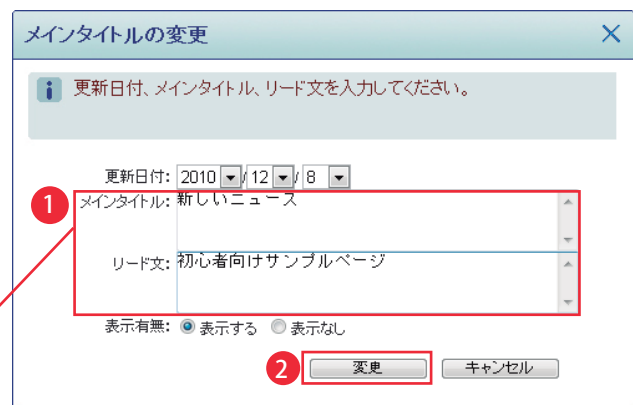 メインタイトルの変更
更新日付、メインタイトル、リード文を入力してください。
更新日付: 2010 / 12 / 8
1
メインタイトル: 新しいニュース
リード文: 初心者向けサンプルページ
表示有無: 表示する 表示なし
2 変更 キャンセル